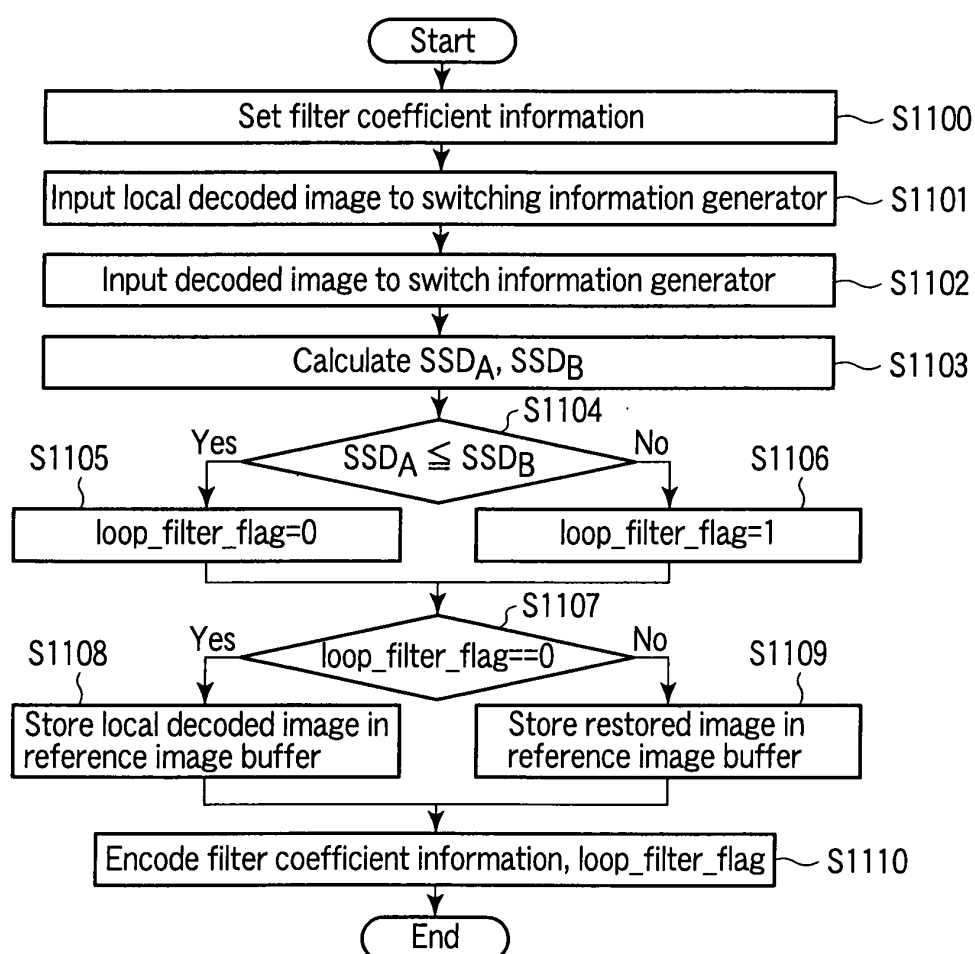 Start
Set filter coefficient information
S1100
Input local decoded image to switching information generator
S1101
Input decoded image to switch information generator
S1102
Calculate SSDA, SSDB
S1103
S1104
SSDA ≦ SSDB
Yes
No
S1105
S1106
loop_filter_flag=0
loop_filter_flag=1
S1107
loop_filter_flag==0
Yes
No
S1108
S1109
Store local decoded image in
reference image buffer
Store restored image in
reference image buffer
Encode filter coefficient information, loop_filter_flag
S1110
End